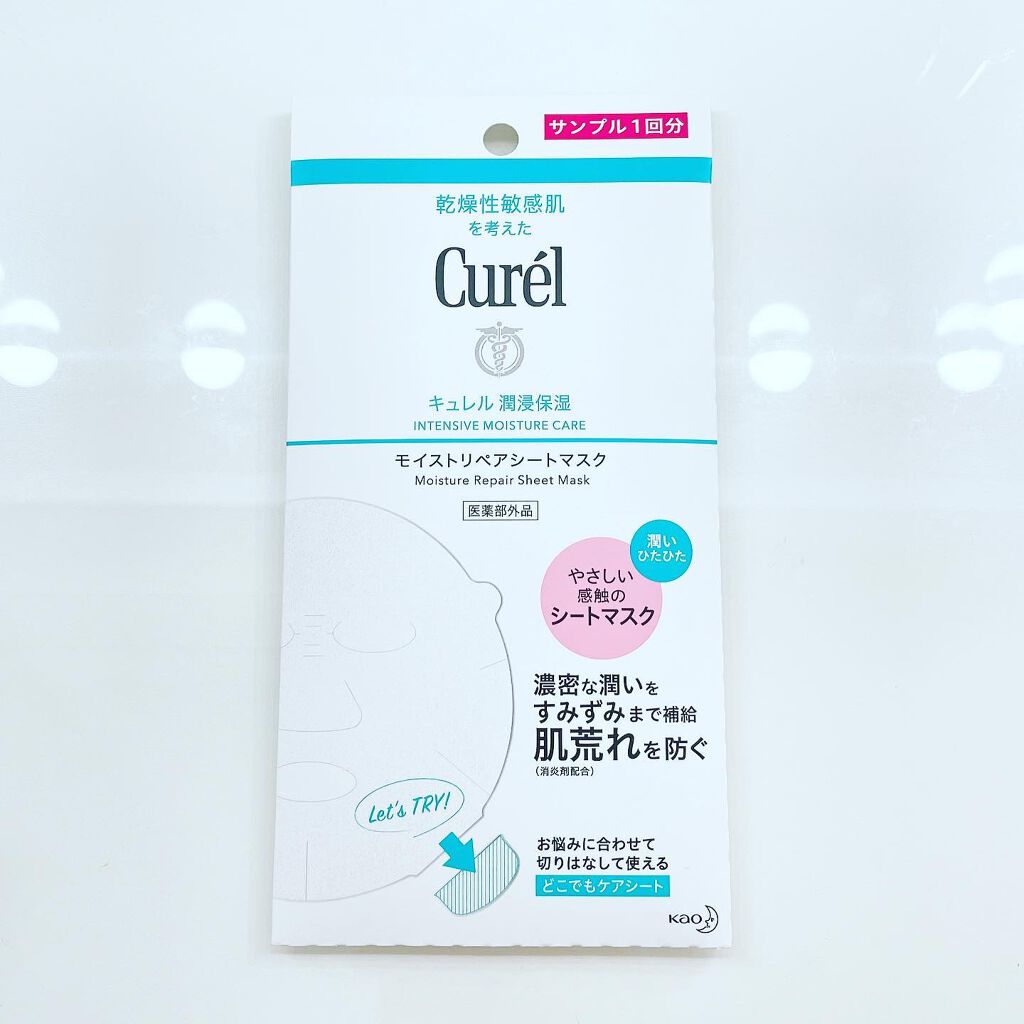 サンプル1回分
乾燥性敏感肌
を考えた
Curél
キュレル 潤浸保湿
INTENSIVE MOISTURE CARE
モイストリペアシートマスク
Moisture Repair Sheet Mask
医薬部外品
潤い
ひたひた
やさしい
感触の
シートマスク
濃密な潤いを
すみずみまで補給
肌荒れを防ぐ
(消炎剤配合)
Let's TRY!
お悩みに合わせて
切りはなして使える
どこでもケアシート
Kao